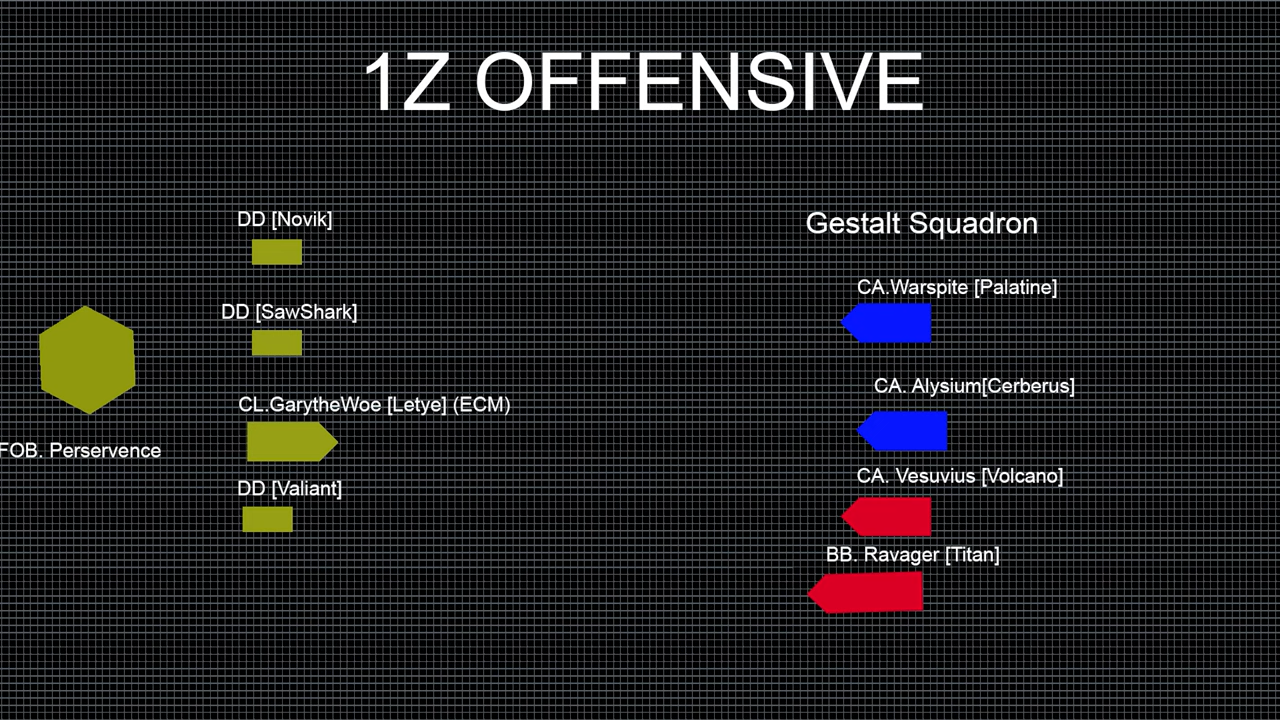 1Z OFFENSIVE
DD [Novik]
DD [SawShark]
CL.GarytheWoe [Letye] (ECM)
FOB. Perservence
DD [Valiant]
Gestalt Squadron
CA.Warspite [Palatine]
CA. Alysium[Cerberus]
CA. Vesuvius [Volcano]
BB. Ravager [Titan]